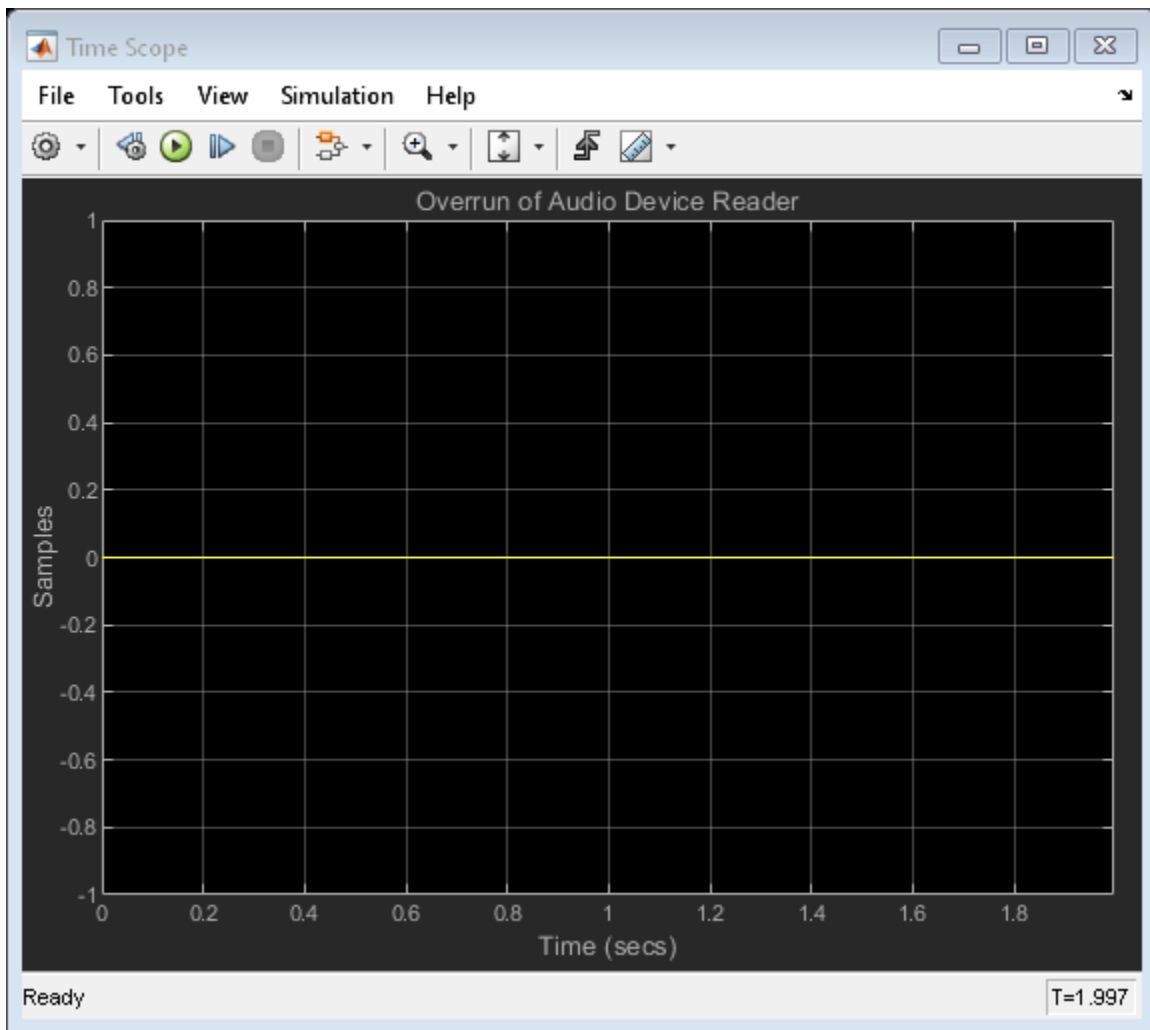 Time Scope
File Tools View Simulation Help
Overrun of Audio Device Reader
1
0.8
0.6
0.4
0.2
0
-0.2
-0.4
-0.6
-0.8
-1
Samples
0 0.2 0.4 0.6 0.8 1 1.2 1.4 1.6 1.8
Time (secs)
Ready T=1.997